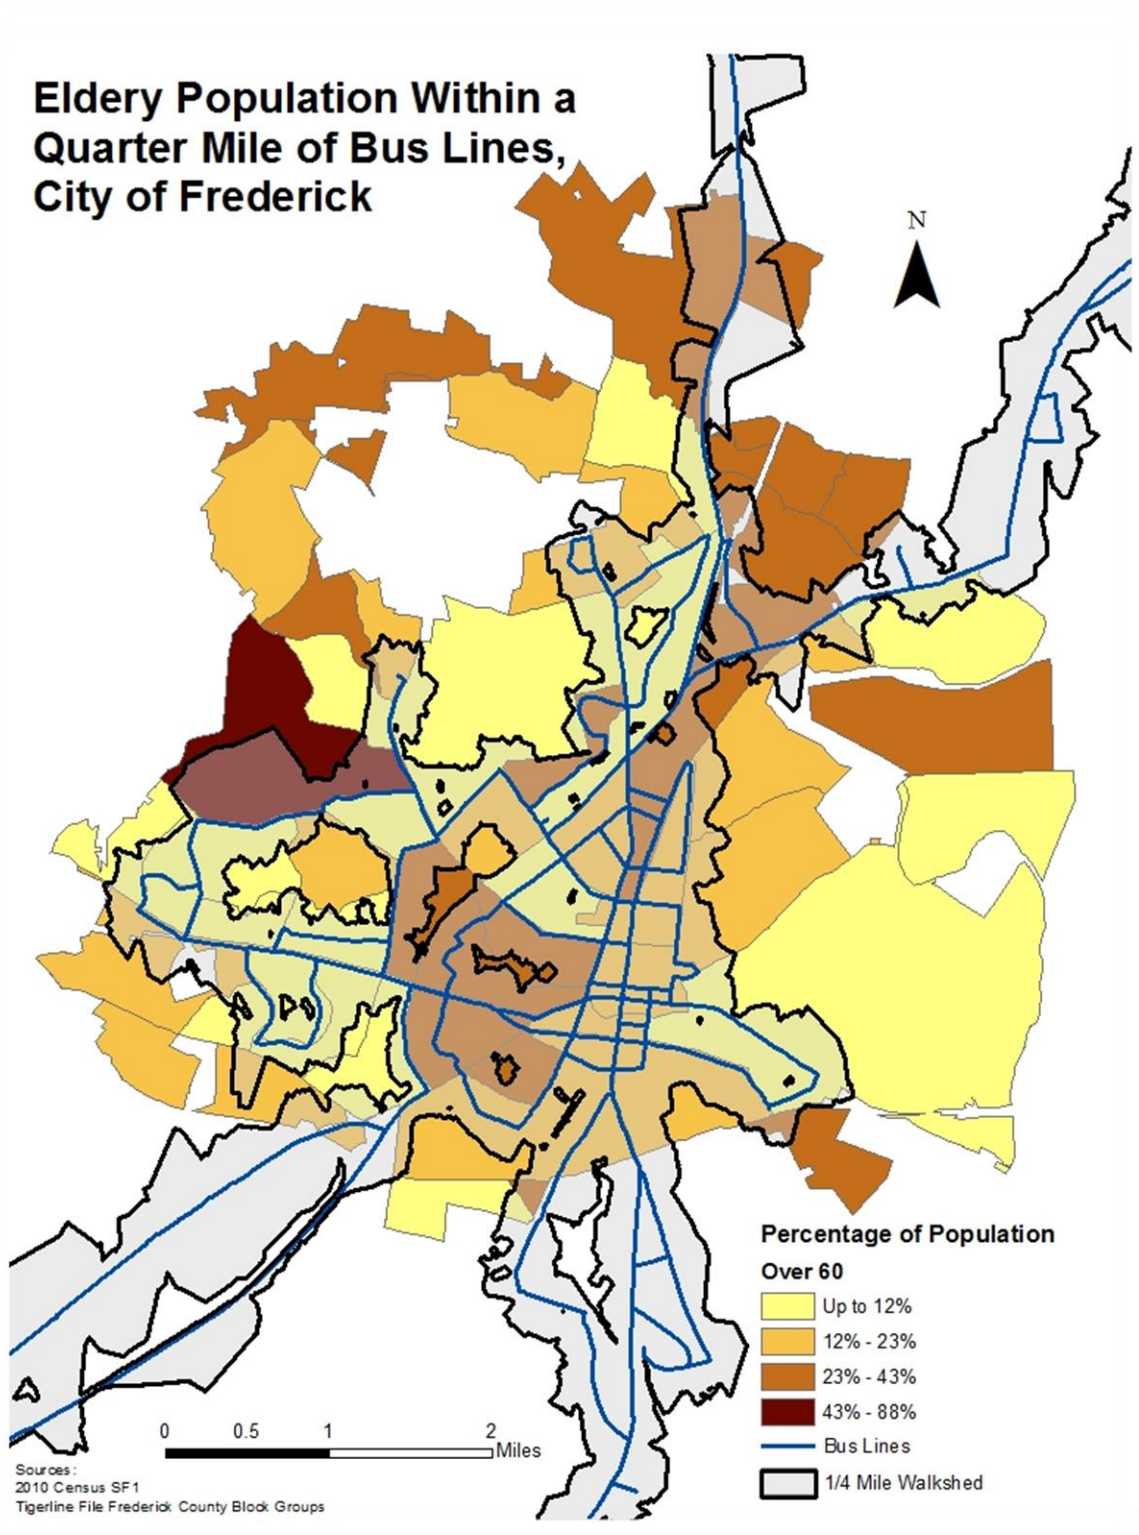 Eldery Population Within a
Quarter Mile of Bus Lines,
City of Frederick
N
Percentage of Population
Over 60
Up to 12%
12% - 23%
23% - 43%
43% - 88%
Bus Lines
1/4 Mile Walkshed
0 0.5 1 2
Miles
Sources:
2010 Census SF1
Tigerline File Frederick County Block Groups